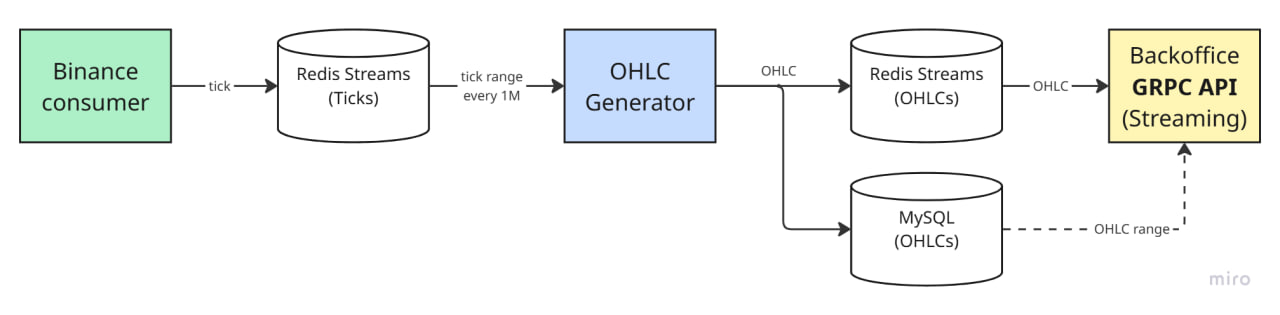 Binance
consumer
tick
Redis Streams
(Ticks)
tick range
every 1M
OHLC
Generator
OHLC
Redis Streams
(OHLCs)
OHLC
Backoffice
GRPC API
(Streaming)
MySQL
(OHLCs)
OHLC range
miro